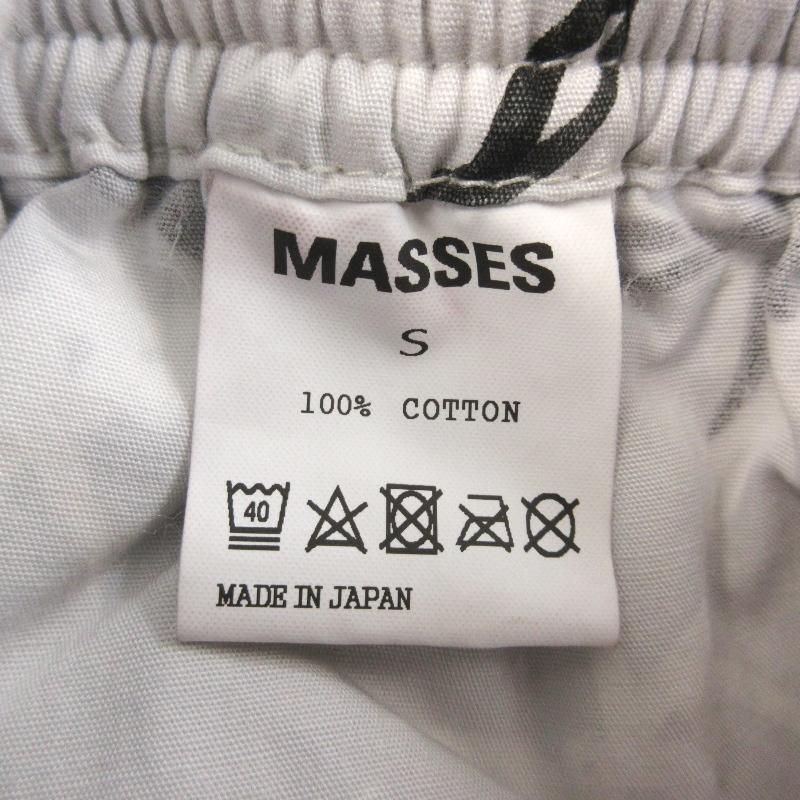 MASSES
S
100% COTTON
40
MADE IN JAPAN